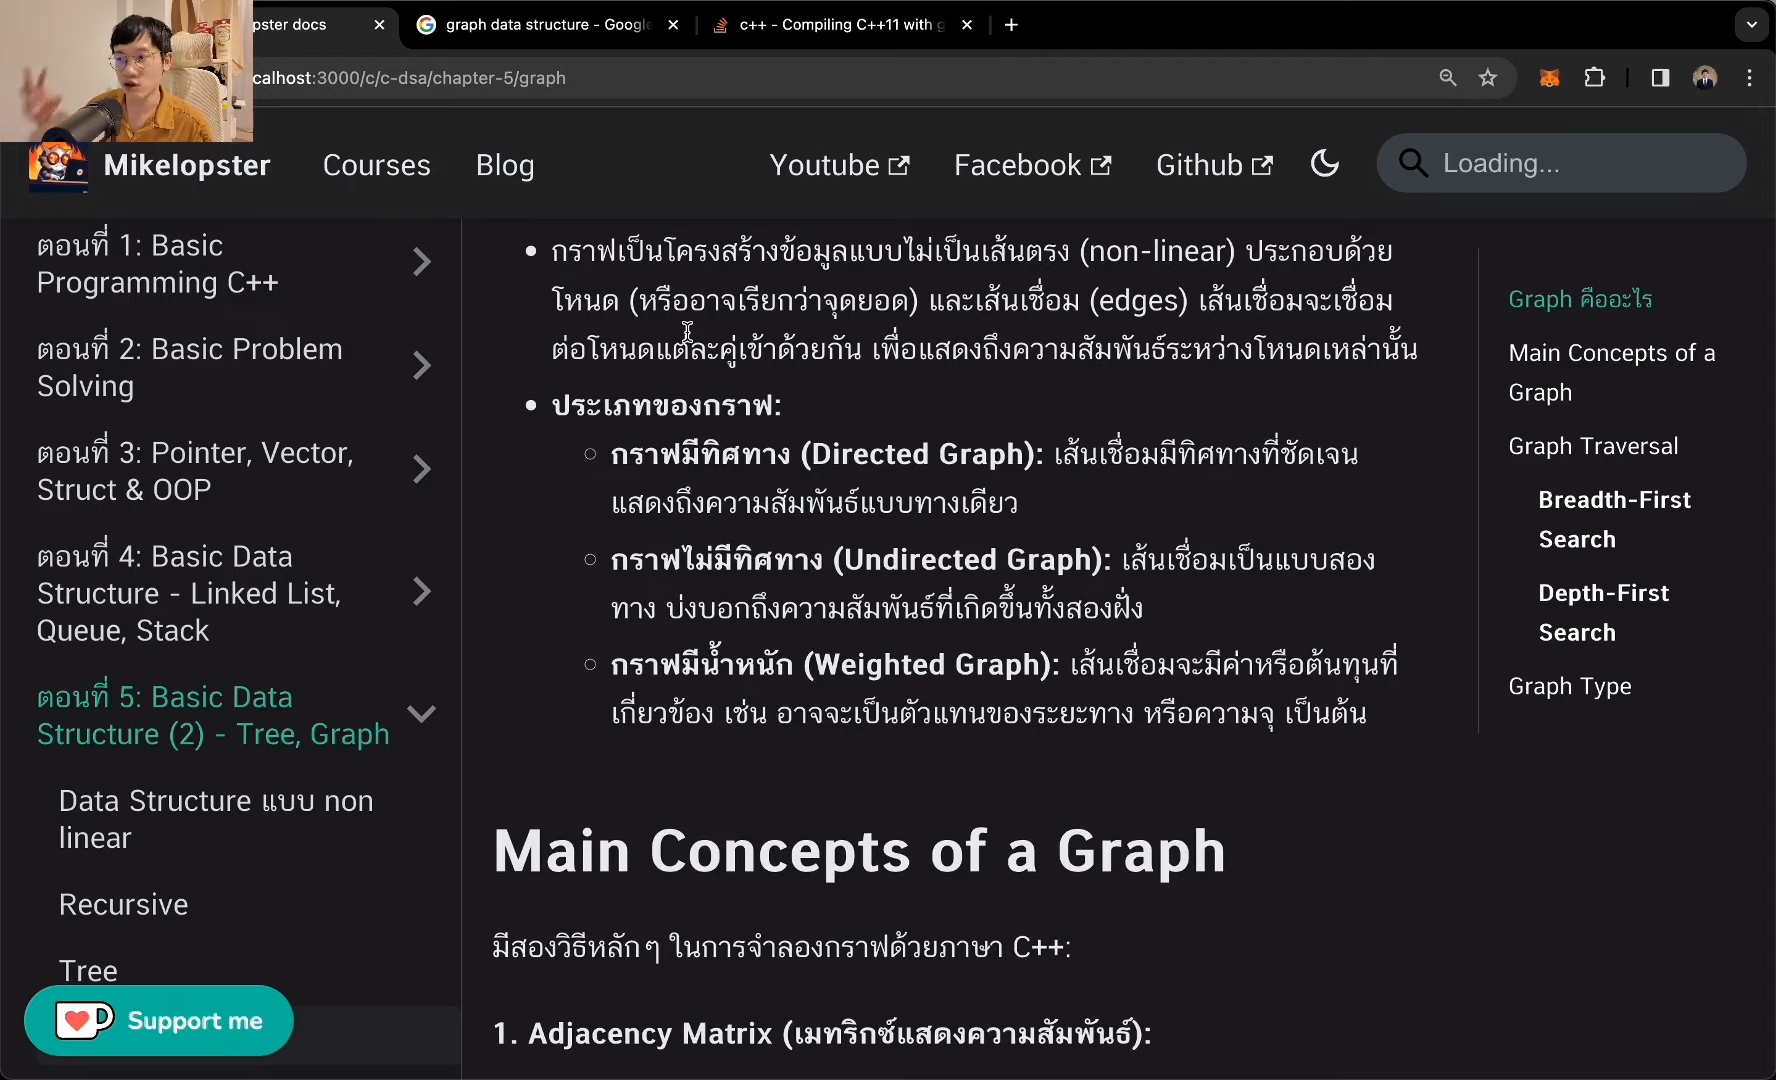 pster docs
graph data structure - Google
c++ - Compiling C++11 with g
calhost:3000/c/c-dsa/chapter-5/graph
Mikelopster
Courses
Blog
Youtube
Facebook
Github
Loading...
ตอนที่ 1: Basic
Programming C++
ตอนที่ 2: Basic Problem
Solving
ตอนที่ 3: Pointer, Vector,
Struct & OOP
ตอนที่ 4: Basic Data
Structure - Linked List,
Queue, Stack
ตอนที่ 5: Basic Data
Structure (2) - Tree, Graph
Data Structure แบบ non
linear
Recursive
Tree
Support me
กราฟเป็นโครงสร้างข้อมูลแบบไม่เป็นเส้นตรง (non-linear) ประกอบด้วย
โหนด (หรืออาจเรียกว่าจุดยอด) และเส้นเชื่อม (edges) เส้นเชื่อมจะเชื่อม
ต่อโหนดแต่ละคู่เข้าด้วยกัน เพื่อแสดงถึงความสัมพันธ์ระหว่างโหนดเหล่านั้น
ประเภทของกราฟ:
กราฟมีทิศทาง (Directed Graph): เส้นเชื่อมมีทิศทางที่ชัดเจน
แสดงถึงความสัมพันธ์แบบทางเดียว
กราฟไม่มีทิศทาง (Undirected Graph): เส้นเชื่อมเป็นแบบสอง
ทาง บ่งบอกถึงความสัมพันธ์ที่เกิดขึ้นทั้งสองฝั่ง
กราฟมีน้ำหนัก (Weighted Graph): เส้นเชื่อมจะมีค่าหรือต้นทุนที่
เกี่ยวข้อง เช่น อาจจะเป็นตัวแทนของระยะทาง หรือความจุ เป็นต้น
Main Concepts of a Graph
มีสองวิธีหลักๆ ในการจำลองกราฟด้วยภาษา C++:
1. Adjacency Matrix (เมทริกซ์แสดงความสัมพันธ์):
Graph คืออะไร
Main Concepts of a
Graph
Graph Traversal
Breadth-First
Search
Depth-First
Search
Graph Type